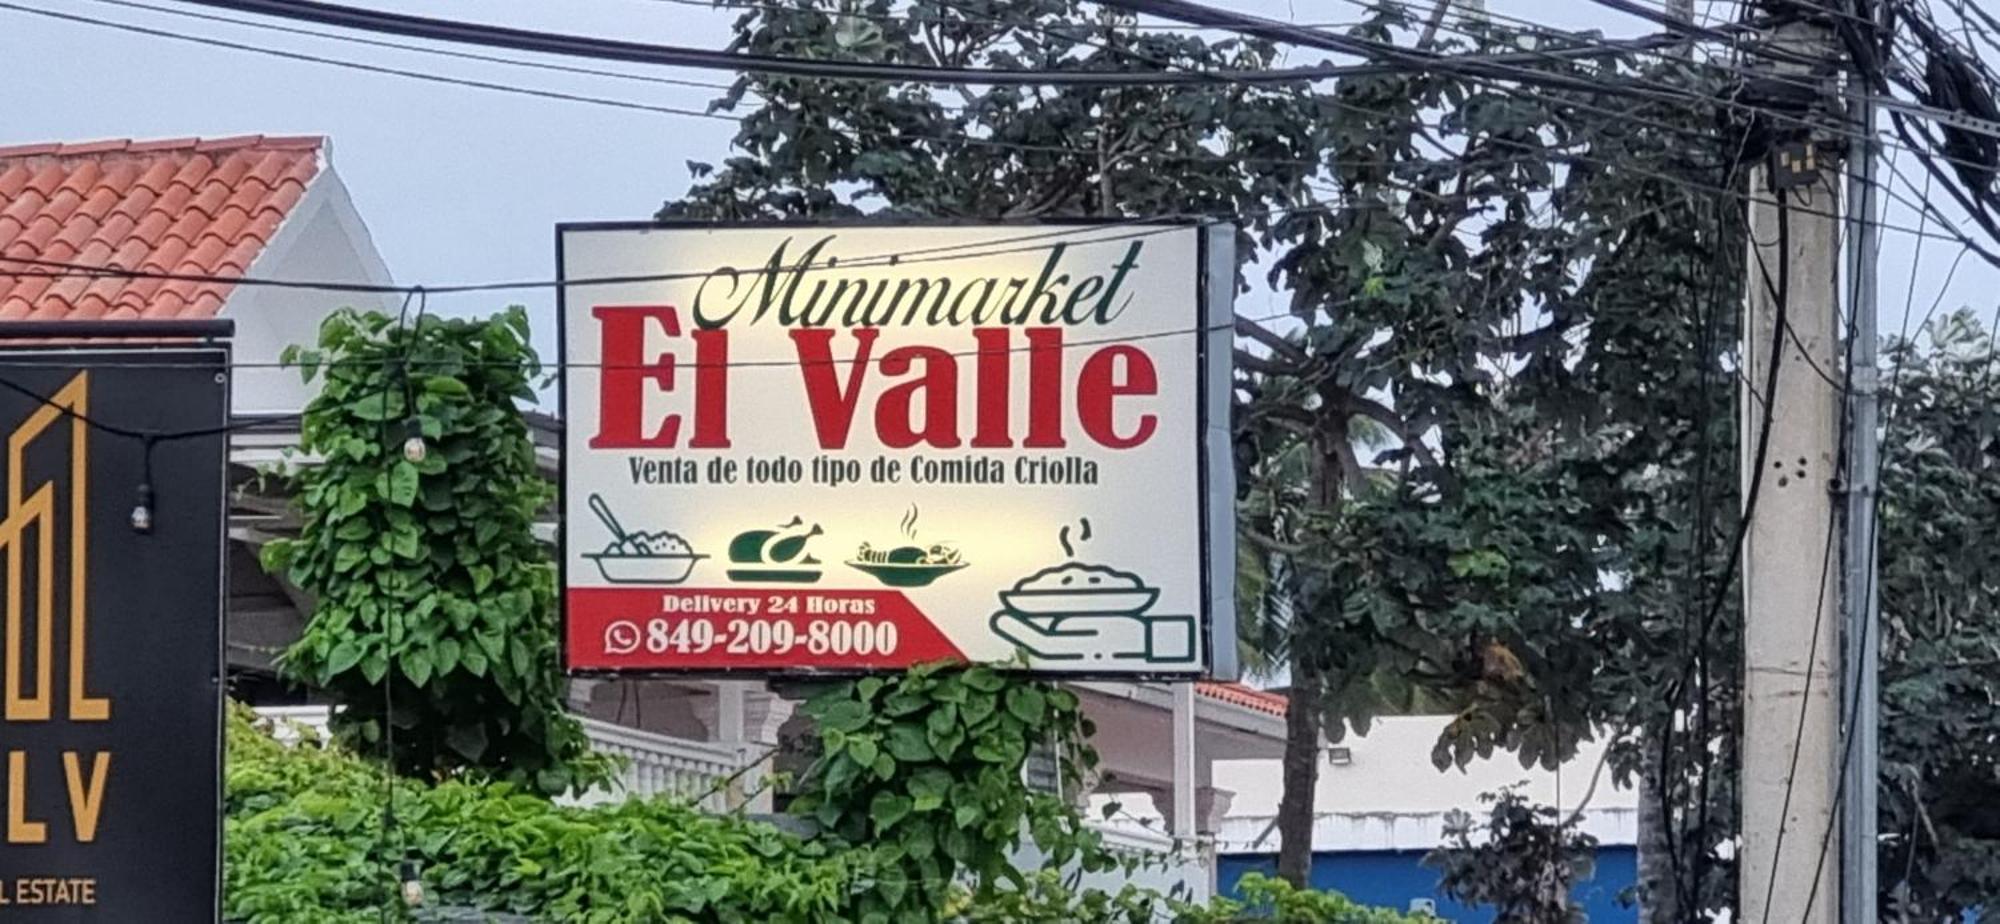 Minimarket
El Valle
Venta de todo tipo de Comida Criolla
Delivery 24 Horas
849-209-8000
LV
L ESTATE